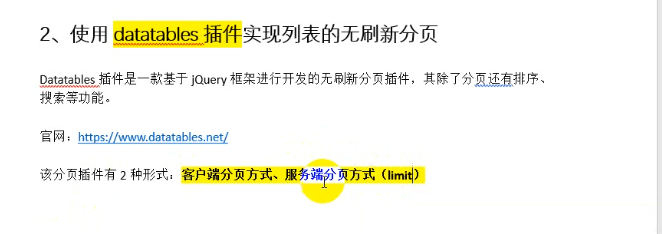 2、使用 datatables 插件实现列表的无刷新分页
Datatables 插件是一款基于 jQuery 框架进行开发的无刷新分页插件，其除了分页还有排序、
搜索等功能。
官网：https://www.datatables.net/
该分页插件有 2 种形式：客户端分页方式、服务端分页方式（limit）